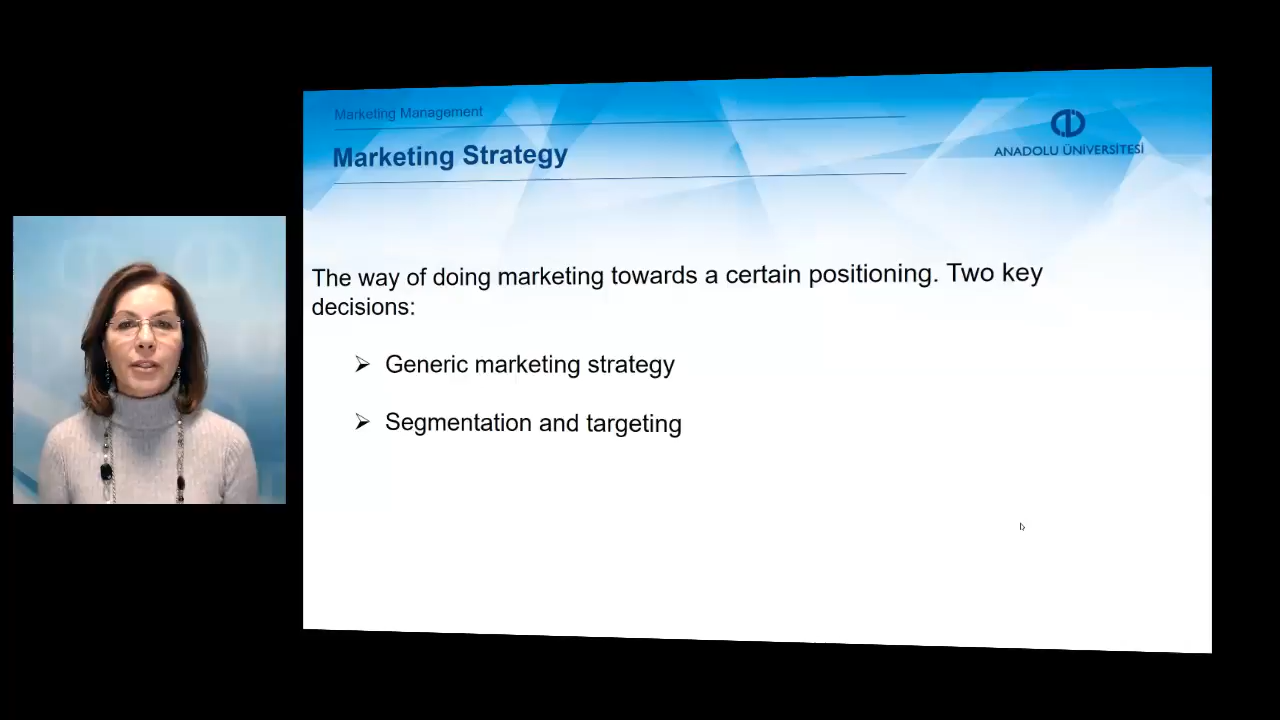 Marketing Management
Marketing Strategy
ANADOLU ÜNİVERSİTESİ
The way of doing marketing towards a certain positioning. Two key
decisions:
Generic marketing strategy
Segmentation and targeting